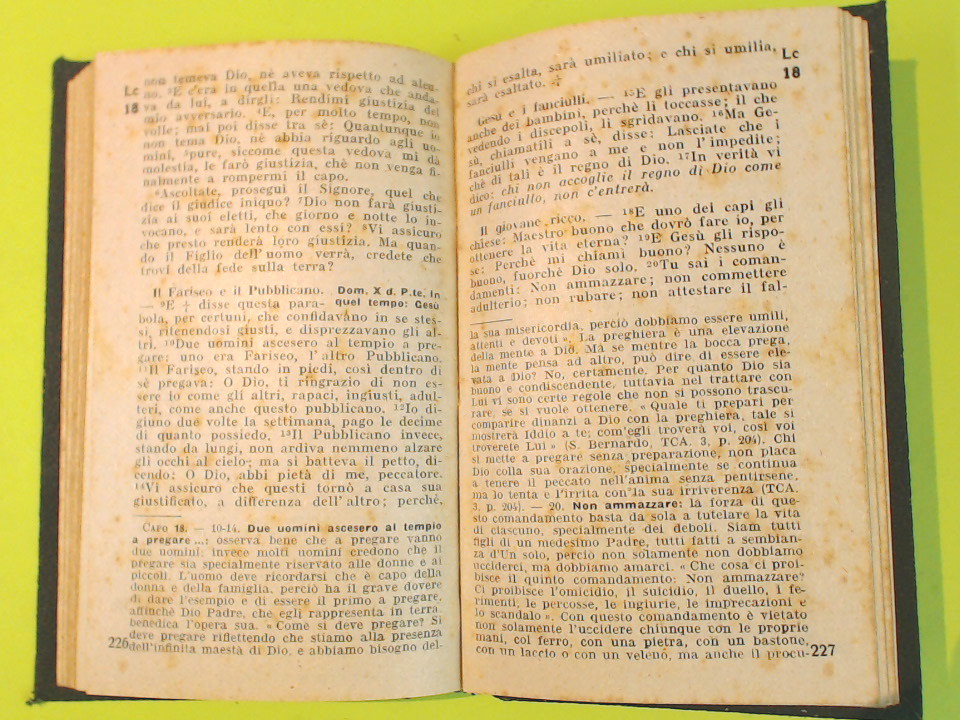 Lc
18
non temeva Dio, nè aveva rispetto ad alcu-
no. ³E c'era in quella una vedova che anda-
va da lui, a dirgli: Rendimi giustizia del
mio avversario. ⁴E, per molto tempo, non
volle; mai poi disse tra sè: Quantunque io
non tema Dio, nè abbia riguardo agli uo-
mini, ⁵pure, siccome questa vedova mi dà
molestia, le farò giustizia, chè non venga fi-
nalmente a rompermi il capo.
⁶Ascoltate, prosegui il Signore, quel che
dice il giudice iniquo? ⁷Dio non farà giusti-
zia ai suoi eletti, che giorno e notte lo in-
vocano, e sarà lento con essi? ⁸Vi assicuro
che presto renderà loro giustizia. Ma quan-
do il Figlio dell'uomo verrà, credete che
trovi della fede sulla terra?
Il Fariseo e il Pubblicano. Dom. X d. P.te. In
— ⁹E ┼ disse questa para- quel tempo: Gesù
bola, per certuni, che confidavano in se stes-
si, ritenendosi giusti, e disprezzavano gli al-
tri. ¹⁰Due uomini ascesero al tempio a pre-
gare: uno era Fariseo, l'altro Pubblicano.
¹¹Il Fariseo, stando in piedi, così dentro di
sè pregava: O Dio, ti ringrazio di non es-
sere io come gli altri, rapaci, ingiusti, adul-
teri, come anche questo pubblicano. ¹²Io di-
giuno due volte la settimana, pago le decime
di quanto possiedo. ¹³Il Pubblicano invece,
stando da lungi, non ardiva nemmeno alzare
gli occhi al cielo; ma si batteva il petto, di-
cendo: O Dio, abbi pietà di me, peccatore.
¹⁴Vi assicuro che questi tornò a casa sua
giustificato, a differenza dell'altro; perchè,
CAPO 18. — 10-14. Due uomini ascesero al tempio
a pregare ...: osserva bene che a pregare vanno
due uomini invece molti uomini credono che il
pregare sia specialmente riservato alle donne e ai
piccoli. L'uomo deve ricordarsi che è capo della
donna e della famiglia, perciò ha il grave dovere
di dare l'esempio e di essere il primo a pregare,
affinchè Dio Padre, che egli rappresenta in terra,
benedica l'opera sua. «Come si deve pregare? Si
deve pregare riflettendo che stiamo alla presenza
dell'infinita maestà di Dio, e abbiamo bisogno del-
226
Lc
18
chi si esalta, sarà umiliato; e chi si umilia,
sarà esaltato. ┼
Gesù e i fanciulli. — ¹⁵E gli presentavano
anche dei bambini, perchè li toccasse; il che
vedendo i discepoli, li sgridavano. ¹⁶Ma Ge-
sù, chiamatili a sè, disse: Lasciate che i
fanciulli vengano a me e non l'impedite;
chè di tali è il regno di Dio. ¹⁷In verità vi
dico: chi non accoglie il regno di Dio come
un fanciullo, non c'entrerà.
Il giovane ricco. — ¹⁸E uno dei capi gli
chiese: Maestro buono che dovrò fare io, per
ottenere la vita eterna? ¹⁹E Gesù gli rispo-
se: Perchè mi chiami buono? Nessuno è
buono, fuorchè Dio solo. ²⁰Tu sai i coman-
damenti: Non ammazzare; non commettere
adulterio; non rubare; non attestare il fal-
la sua misericordia, perciò dobbiamo essere umili,
attenti e devoti». La preghiera è una elevazione
della mente a Dio. Ma se mentre la bocca prega,
la mente pensa ad altro, può dire di essere ele-
vata a Dio? No, certamente. Per quanto Dio sia
buono e condiscendente, tuttavia nel trattare con
Lui vi sono certe regole che non si possono trascu-
rare, se si vuole ottenere. «Quale ti prepari per
comparire dinanzi a Dio con la preghiera, tale si
mostrerà Iddio a te; com'egli troverà voi, così voi
troverete Lui» (S. Bernardo, TCA. 3, p. 204). Chi
si mette a pregare senza preparazione, non placa
Dio colla sua orazione, specialmente se continua
a tenere il peccato nell'anima senza pentirsene,
ma lo tenta e l'irrita con la sua irriverenza (TCA.
3, p. 204). — 20. Non ammazzare: la forza di que-
sto comandamento basta da sola a tutelare la vita
di ciascuno, specialmente dei deboli. Siam tutti
figli di un medesimo Padre, tutti fatti a sembian-
za d'Un solo, perciò non solamente non dobbiamo
ucciderci, ma dobbiamo amarci. «Che cosa ci proi-
bisce il quinto comandamento: Non ammazzare?
Ci proibisce l'omicidio, il suicidio, il duello, i fe-
rimenti, le percosse, le ingiurie, le imprecazioni e
lo scandalo». Con questo comandamento è vietato
non solamente l'uccidere chiunque con le proprie
mani, col ferro, con una pietra, con un bastone,
con un laccio o con un veleno, ma anche il procu-
227